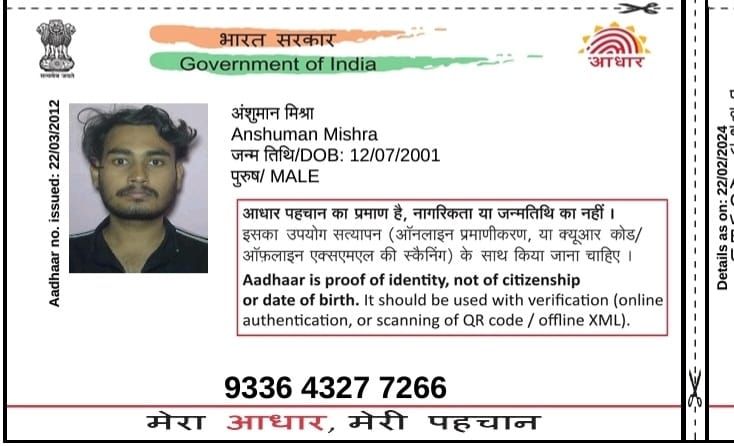 भारत सरकार
Government of India
आधार
सत्यमेव जयते
Aadhaar no. issued: 22/03/2012
अंशुमान मिश्रा
Anshuman Mishra
जन्म तिथि/DOB: 12/07/2001
पुरुष/ MALE
आधार पहचान का प्रमाण है, नागरिकता या जन्मतिथि का नहीं ।
इसका उपयोग सत्यापन (ऑनलाइन प्रमाणीकरण, या क्यूआर कोड/
ऑफ़लाइन एक्सएमएल की स्कैनिंग) के साथ किया जाना चाहिए ।
Aadhaar is proof of identity, not of citizenship
or date of birth. It should be used with verification (online
authentication, or scanning of QR code / offline XML).
9336 4327 7266
मेरा आधार, मेरी पहचान
Details as on: 22/02/2024